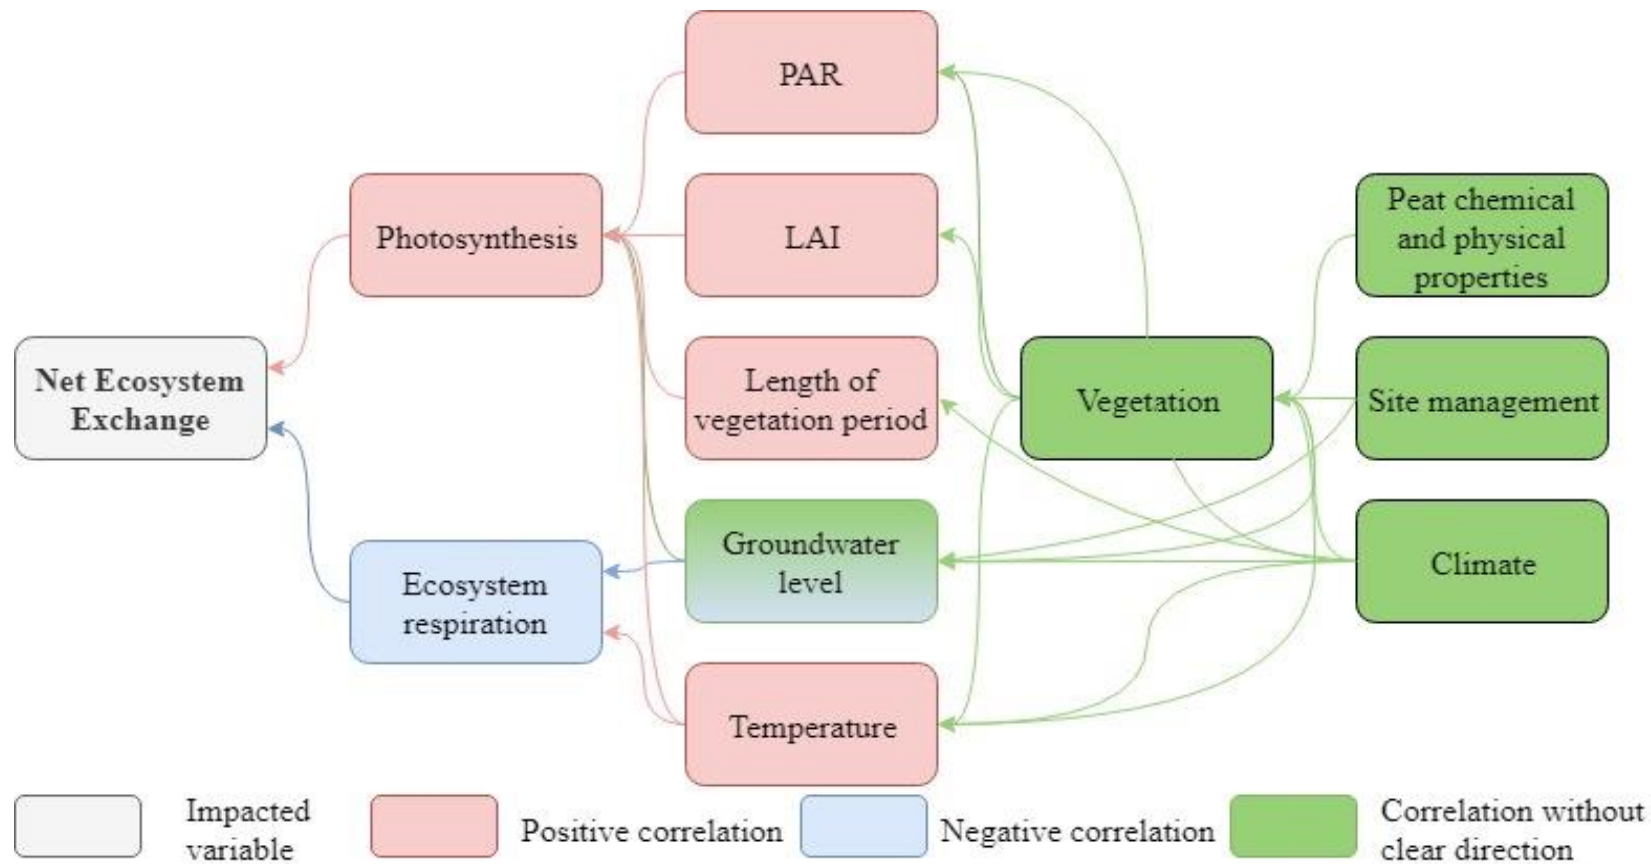 PAR
Peat chemical
and physical
properties
Photosynthesis
LAI
Net Ecosystem
Exchange
Length of
vegetation period
Vegetation
Site management
Groundwater
level
Climate
Ecosystem
respiration
Temperature
Impacted
variable
Positive correlation
Negative correlation
Correlation without
clear direction